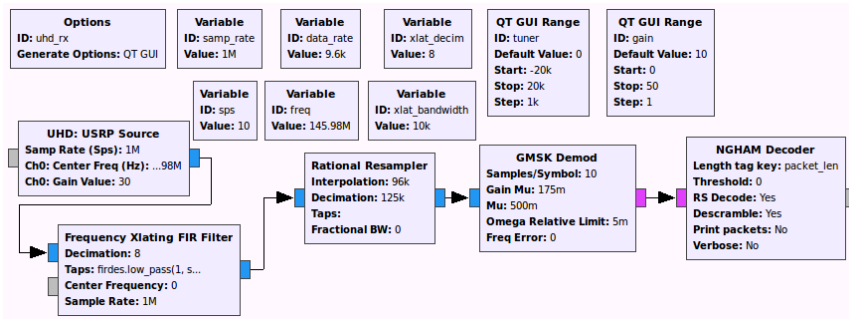 Options
ID: uhd_rx
Generate Options: QT GUI
Variable
ID: samp_rate
Value: 1M
Variable
ID: data_rate
Value: 9.6k
Variable
ID: xlat_decim
Value: 8
QT GUI Range
ID: tuner
Default Value: 0
Start: -20k
Stop: 20k
Step: 1k
QT GUI Range
ID: gain
Default Value: 10
Start: 0
Stop: 50
Step: 1
Variable
ID: sps
Value: 10
Variable
ID: freq
Value: 145.98M
Variable
ID: xlat_bandwidth
Value: 10k
UHD: USRP Source
Samp Rate (Sps): 1M
Ch0: Center Freq (Hz): ...98M
Ch0: Gain Value: 30
Frequency Xlating FIR Filter
Decimation: 8
Taps: firdes.low_pass(1, s...
Center Frequency: 0
Sample Rate: 1M
Rational Resampler
Interpolation: 96k
Decimation: 125k
Taps:
Fractional BW: 0
GMSK Demod
Samples/Symbol: 10
Gain Mu: 175m
Mu: 500m
Omega Relative Limit: 5m
Freq Error: 0
NGHAM Decoder
Length tag key: packet_len
Threshold: 0
RS Decode: Yes
Descramble: Yes
Print packets: No
Verbose: No